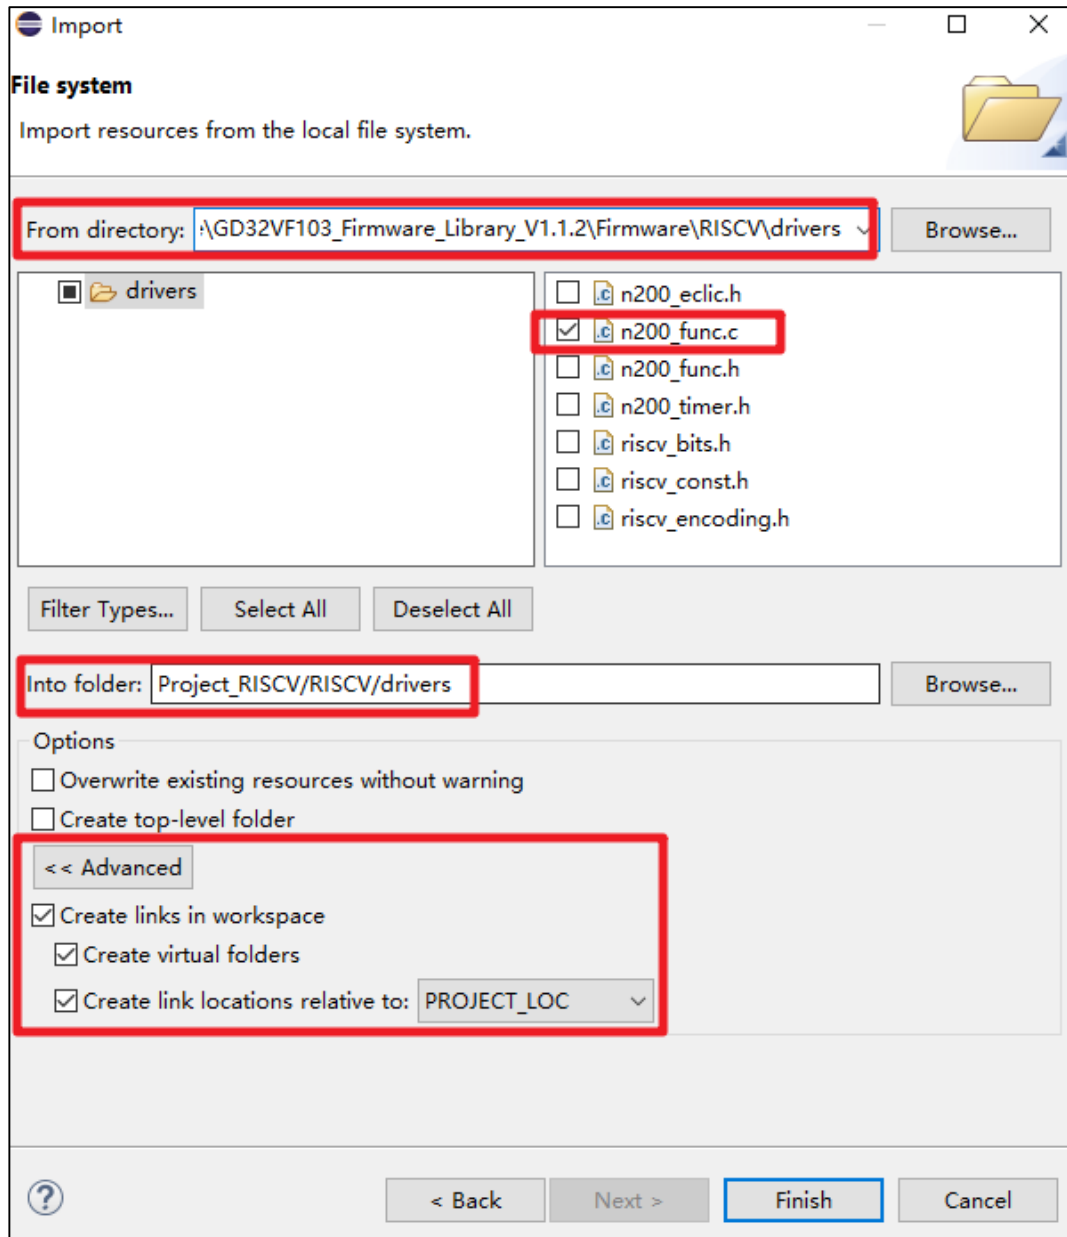 Import
File system
Import resources from the local file system.
From directory: :\GD32VF103_Firmware_Library_V1.1.2\Firmware\RISCV\drivers Browse...
drivers
n200_eclic.h
n200_func.c
n200_func.h
n200_timer.h
riscv_bits.h
riscv_const.h
riscv_encoding.h
Filter Types... Select All Deselect All
Into folder: Project_RISCV/RISCV/drivers Browse...
Options
Overwrite existing resources without warning
Create top-level folder
<< Advanced
Create links in workspace
Create virtual folders
Create link locations relative to: PROJECT_LOC
< Back Next > Finish Cancel